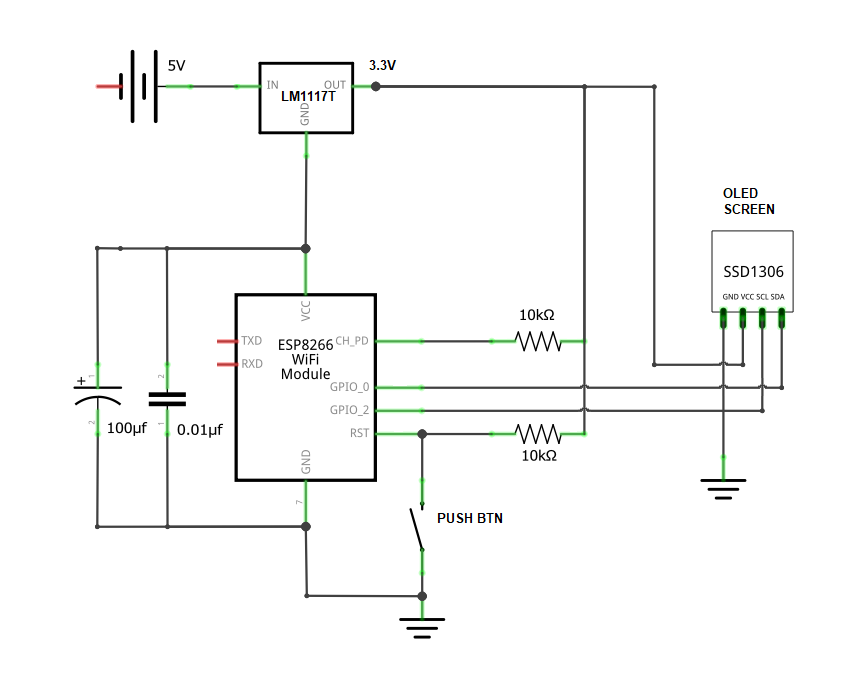 5V
3.3V
IN
OUT
LM1117T
GND
OLED
SCREEN
SSD1306
GND VCC SCL SDA
VCC
10kΩ
TXD
CH_PD
ESP8266
RXD
WiFi
Module
GPIO_0
+
1
2
GPIO_2
100µf
2
0.01µf
1
RST
10kΩ
GND
7
PUSH BTN